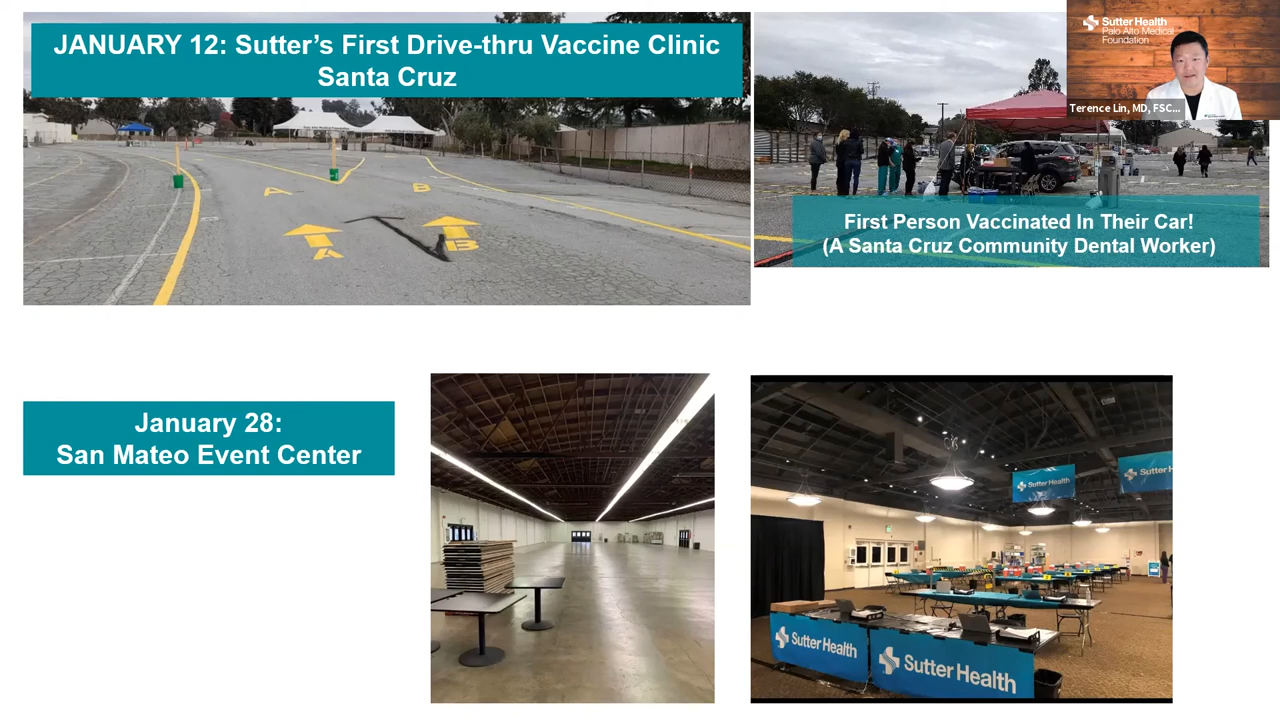 JANUARY 12: Sutter's First Drive-thru Vaccine Clinic
Santa Cruz
Sutter Health
Palo Alto Medical
Foundation
Terence Lin, MD, FSC...
A
B
A
B
First Person Vaccinated In Their Car!
(A Santa Cruz Community Dental Worker)
January 28:
San Mateo Event Center
Sutter Health
Sutter H
Sutter Health
Sutter Health